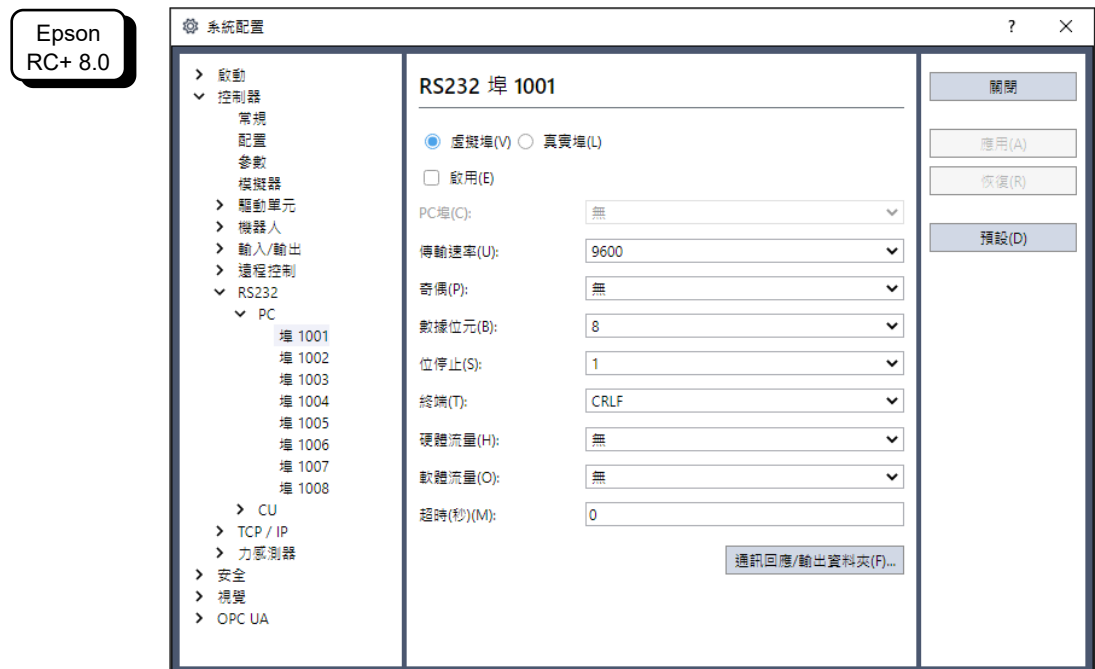 Epson
RC+ 8.0
系統配置
?
啟動
控制器
常規
配置
參數
模擬器
驅動單元
機器人
輸入/輸出
遠程控制
RS232
PC
埠 1001
埠 1002
埠 1003
埠 1004
埠 1005
埠 1006
埠 1007
埠 1008
CU
TCP / IP
力感測器
安全
視覺
OPC UA
RS232 埠 1001
虛擬埠(V) 真實埠(L)
啟用(E)
PC埠(C): 無
傳輸速率(U): 9600
奇偶(P): 無
數據位元(B): 8
位停止(S): 1
終端(T): CRLF
硬體流量(H): 無
軟體流量(O): 無
超時(秒)(M): 0
通訊回應/輸出資料夾(F)...
關閉
應用(A)
恢復(R)
預設(D)